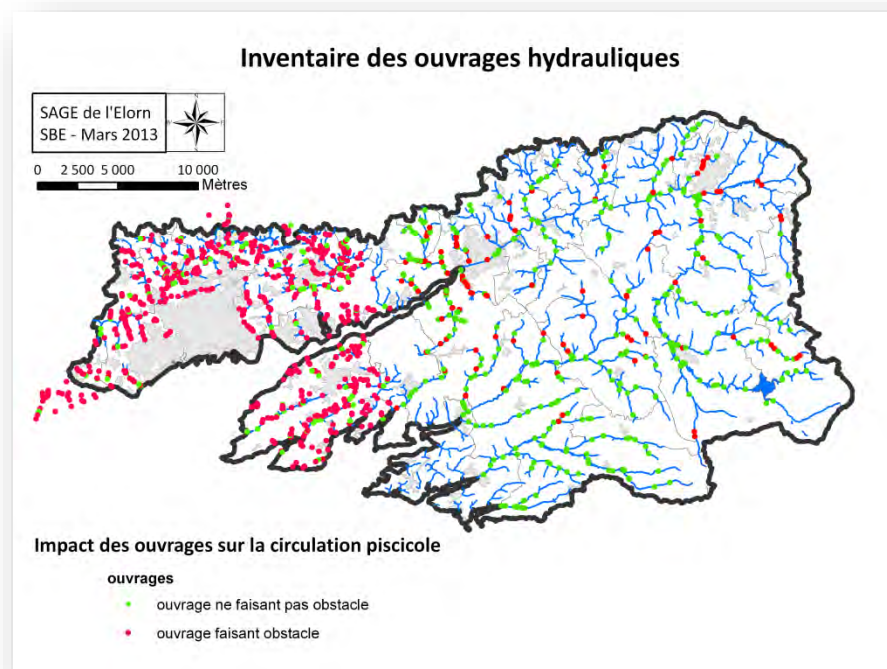 Inventaire des ouvrages hydrauliques
SAGE de l'Elorn
SBE - Mars 2013
N
0 2 500 5 000 10 000
Mètres
Impact des ouvrages sur la circulation piscicole
ouvrages
ouvrage ne faisant pas obstacle
ouvrage faisant obstacle